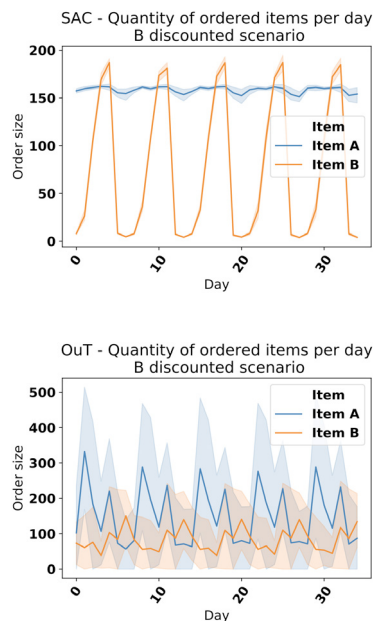 SAC - Quantity of ordered items per day
B discounted scenario
200
150
100
50
0
Order size
Item
Item A
Item B
0
10
20
30
Day
OuT - Quantity of ordered items per day
B discounted scenario
500
400
300
200
100
0
Order size
Item
Item A
Item B
0
10
20
30
Day